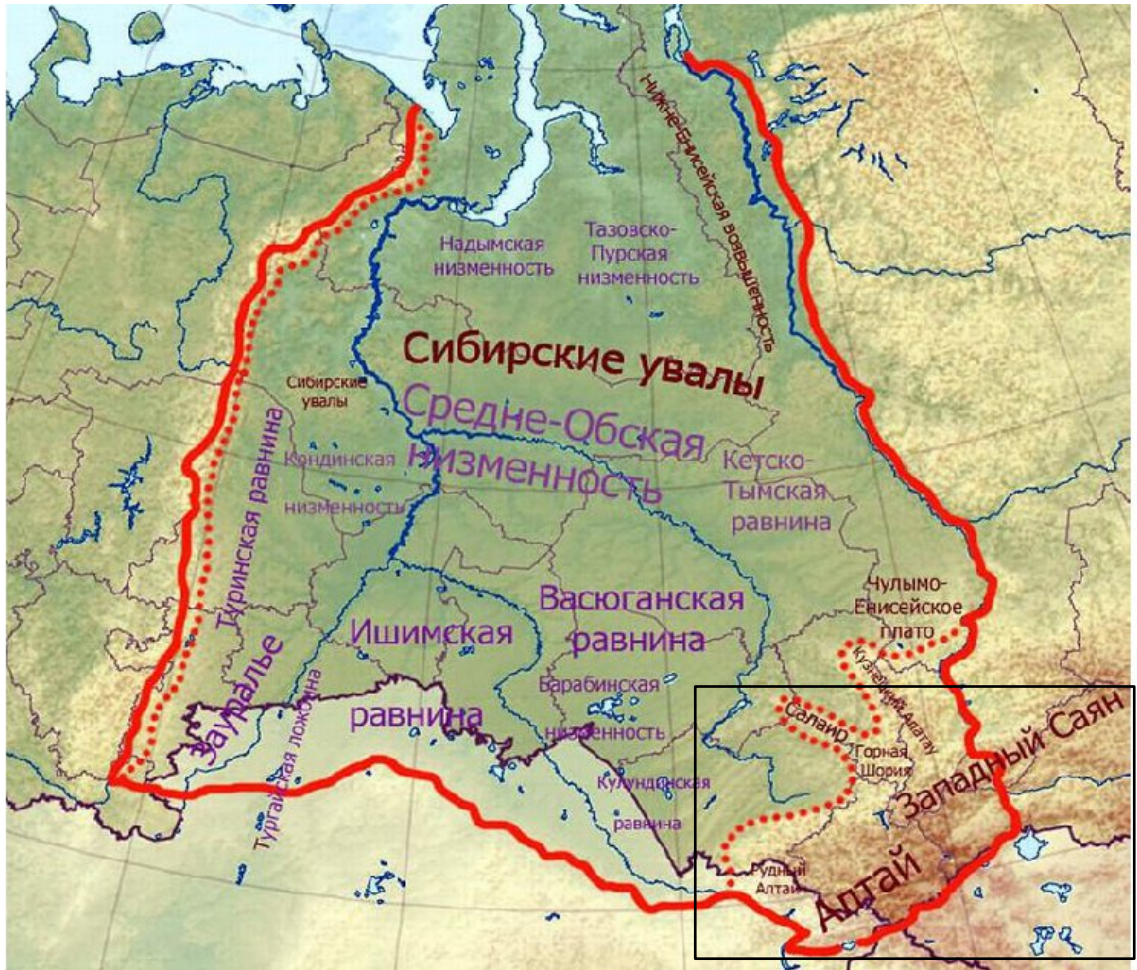 Нижне-Енисейская возвышенность
Надымская
низменность
Тазовско-
Пурская
низменность
Сибирские увалы
Сибирские
увалы
Средне-Обская
низменность
Кондинская
низменность
Кетско-
Тымская
равнина
Туринская равнина
Чулымо-
Енисейское
плато
Васюганская
равнина
Ишимская
равнина
Зауралье
Тургайская ложбина
Барабинская
низменность
Кузнецкий Алатау
Салаир
Горная
Шория
Западный Саян
Кулундинская
равнина
Рудный
Алтай
Алтай